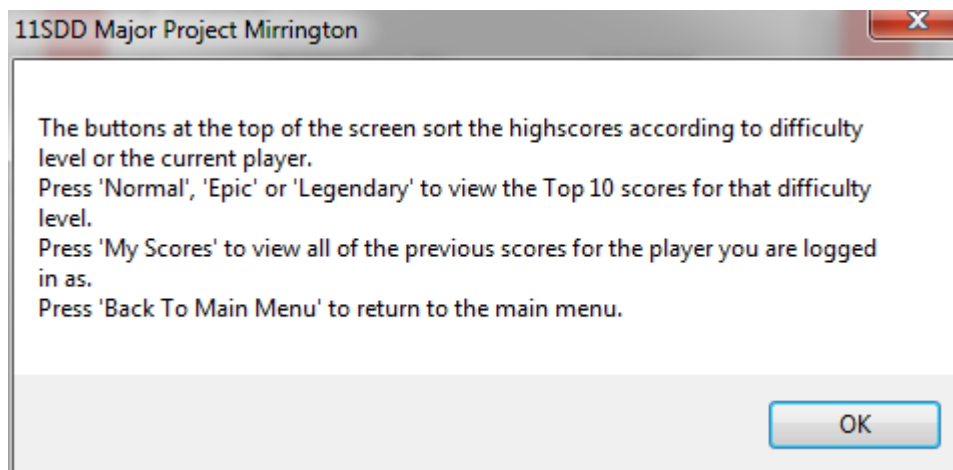 11SDD Major Project Mirrington
The buttons at the top of the screen sort the highscores according to difficulty
level or the current player.
Press 'Normal', 'Epic' or 'Legendary' to view the Top 10 scores for that difficulty
level.
Press 'My Scores' to view all of the previous scores for the player you are logged
in as.
Press 'Back To Main Menu' to return to the main menu.
OK